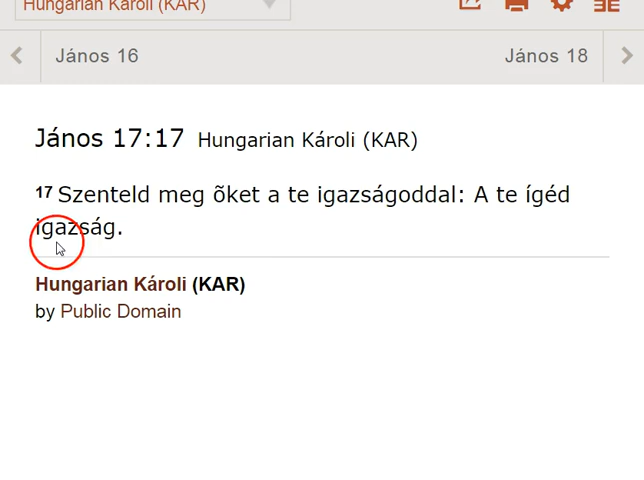 Hungarian Károli (KAR)
János 16
János 18
János 17:17 Hungarian Károli (KAR)
17 Szenteld meg õket a te igazságoddal: A te ígéd
igazság.
Hungarian Károli (KAR)
by Public Domain